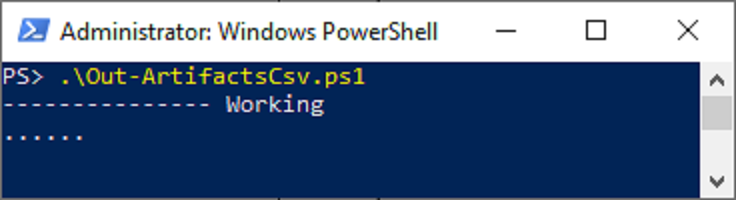 Administrator: Windows PowerShell
PS> .\Out-ArtifactsCsv.ps1
--------------- Working
......